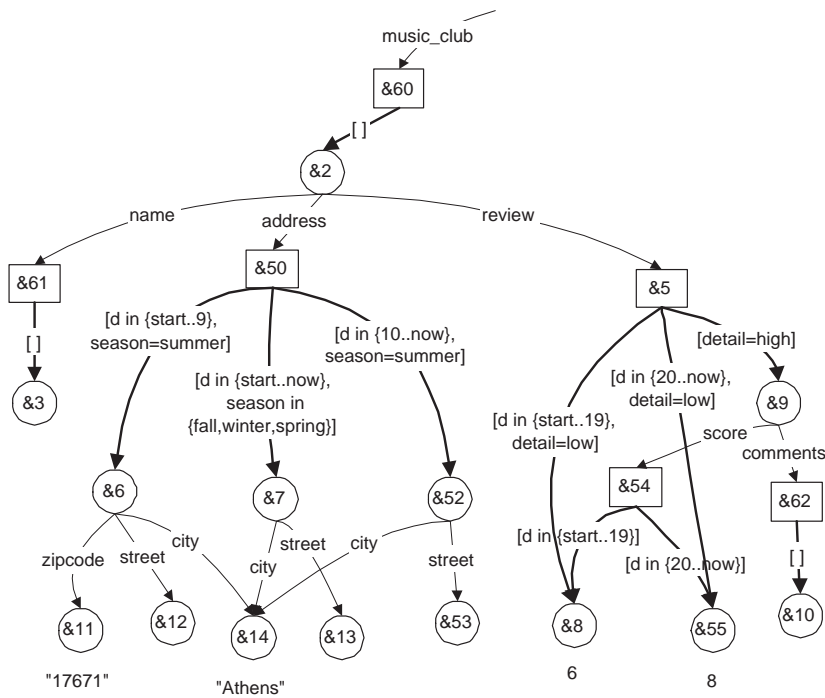 music_club
&60
[ ]
&2
name
address
review
&61
&50
&5
[ ]
[d in {start..9},
season=summer]
[d in {start..now},
season in
{fall,winter,spring}]
[d in {10..now},
season=summer]
[d in {start..19},
detail=low]
[d in {20..now},
detail=low]
[detail=high]
&3
&9
score
comments
&6
&7
&52
&54
&62
zipcode
street
city
city
street
city
street
[d in {start..19}]
[d in {20..now}]
[ ]
&11
&12
&14
&13
&53
&8
&55
&10
"17671"
"Athens"
6
8